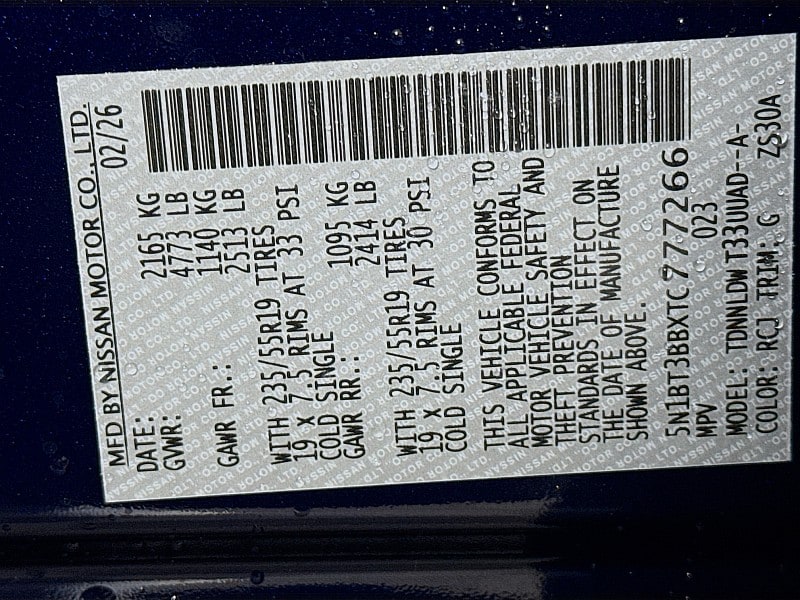 MFD BY NISSAN MOTOR CO., LTD.
DATE: 02/26
GVWR: 2165 KG
4773 LB
GAWR FR.: 1140 KG
2513 LB
WITH 235/55R19 TIRES
19 X 7.5 RIMS AT 33 PSI
COLD SINGLE
GAWR RR.: 1095 KG
2414 LB
WITH 235/55R19 TIRES
19 X 7.5 RIMS AT 30 PSI
COLD SINGLE
THIS VEHICLE CONFORMS TO
ALL APPLICABLE FEDERAL
MOTOR VEHICLE SAFETY AND
THEFT PREVENTION
STANDARDS IN EFFECT ON
THE DATE OF MANUFACTURE
SHOWN ABOVE.
5N1BT3BBXTC777266
MPV 023
MODEL: TDNNLDW T33UUAD--A-
COLOR: RCJ TRIM: G ZS30A